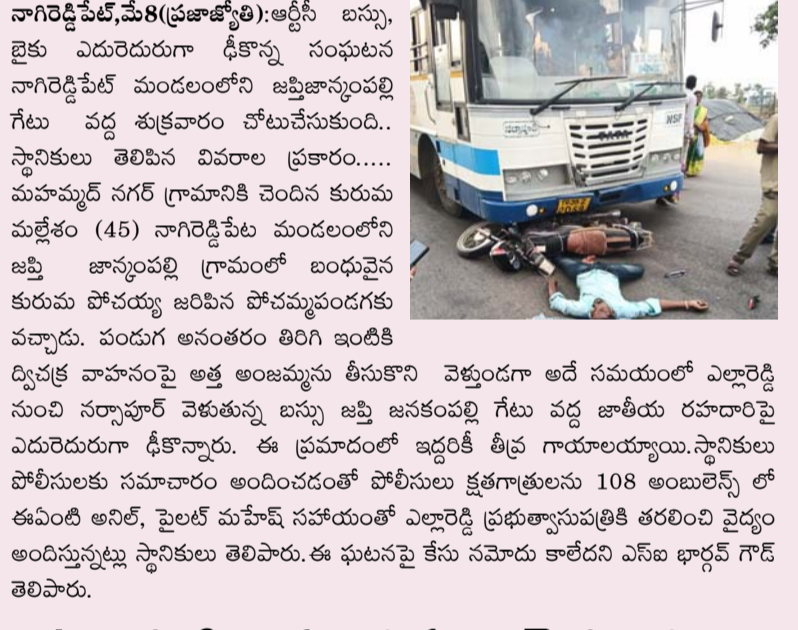 నాగిరెడ్డిపేట్,మే8(ప్రజాజ్యోతి):ఆర్టీసీ బస్సు,
బైకు ఎదురెదురుగా ఢీకొన్న సంఘటన
నాగిరెడ్డిపేట్ మండలంలోని జప్తిజాన్కంపల్లి
గేటు వద్ద శుక్రవారం చోటుచేసుకుంది..
స్థానికులు తెలిపిన వివరాల ప్రకారం.....
మహమ్మద్ నగర్ గ్రామానికి చెందిన కురుమ
మల్లేశం (45) నాగిరెడ్డిపేట మండలంలోని
జప్తి జాన్కంపల్లి గ్రామంలో బంధువైన
కురుమ పోచయ్య జరిపిన పోచమ్మపండగకు
వచ్చాడు. పండుగ అనంతరం తిరిగి ఇంటికి
ద్విచక్ర వాహనంపై అత్త అంజమ్మను తీసుకొని వెళ్తుండగా అదే సమయంలో ఎల్లారెడ్డి
నుంచి నర్సాపూర్ వెళుతున్న బస్సు జప్తి జనకంపల్లి గేటు వద్ద జాతీయ రహదారిపై
ఎదురెదురుగా ఢీకొన్నారు. ఈ ప్రమాదంలో ఇద్దరికీ తీవ్ర గాయాలయ్యాయి.స్థానికులు
పోలీసులకు సమాచారం అందించడంతో పోలీసులు క్షతగాత్రులను 108 అంబులెన్స్ లో
ఈఏంటి అనిల్, పైలట్ మహేష్ సహాయంతో ఎల్లారెడ్డి ప్రభుత్వాసుపత్రికి తరలించి వైద్యం
అందిస్తున్నట్లు స్థానికులు తెలిపారు.ఈ ఘటనపై కేసు నమోదు కాలేదని ఎస్ఐ భార్గవ్ గౌడ్
తెలిపారు.
TATA
NSP